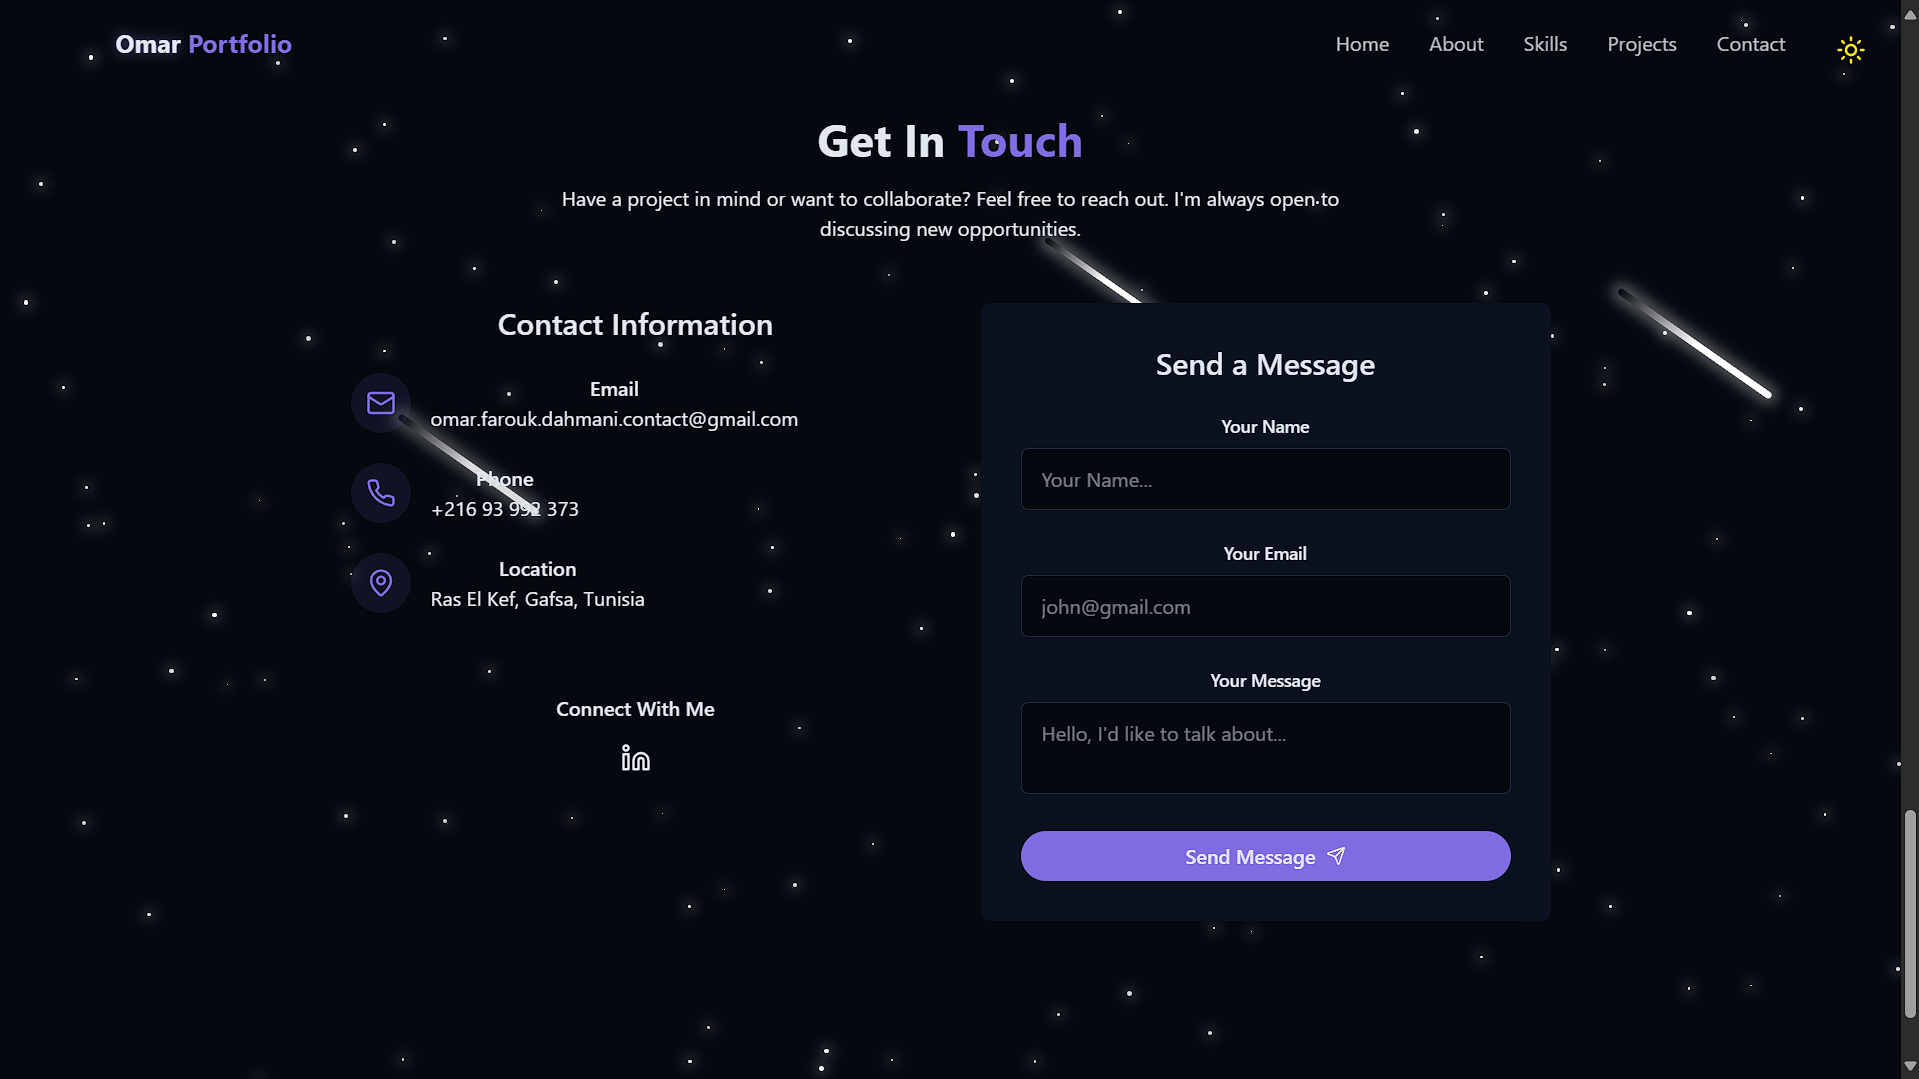 Omar Portfolio
Home
About
Skills
Projects
Contact
Get In Touch
Have a project in mind or want to collaborate? Feel free to reach out. I'm always open to
discussing new opportunities.
Contact Information
Email
omar.farouk.dahmani.contact@gmail.com
Phone
+216 93 992 373
Location
Ras El Kef, Gafsa, Tunisia
Connect With Me
Send a Message
Your Name
Your Name...
Your Email
john@gmail.com
Your Message
Hello, I'd like to talk about...
Send Message